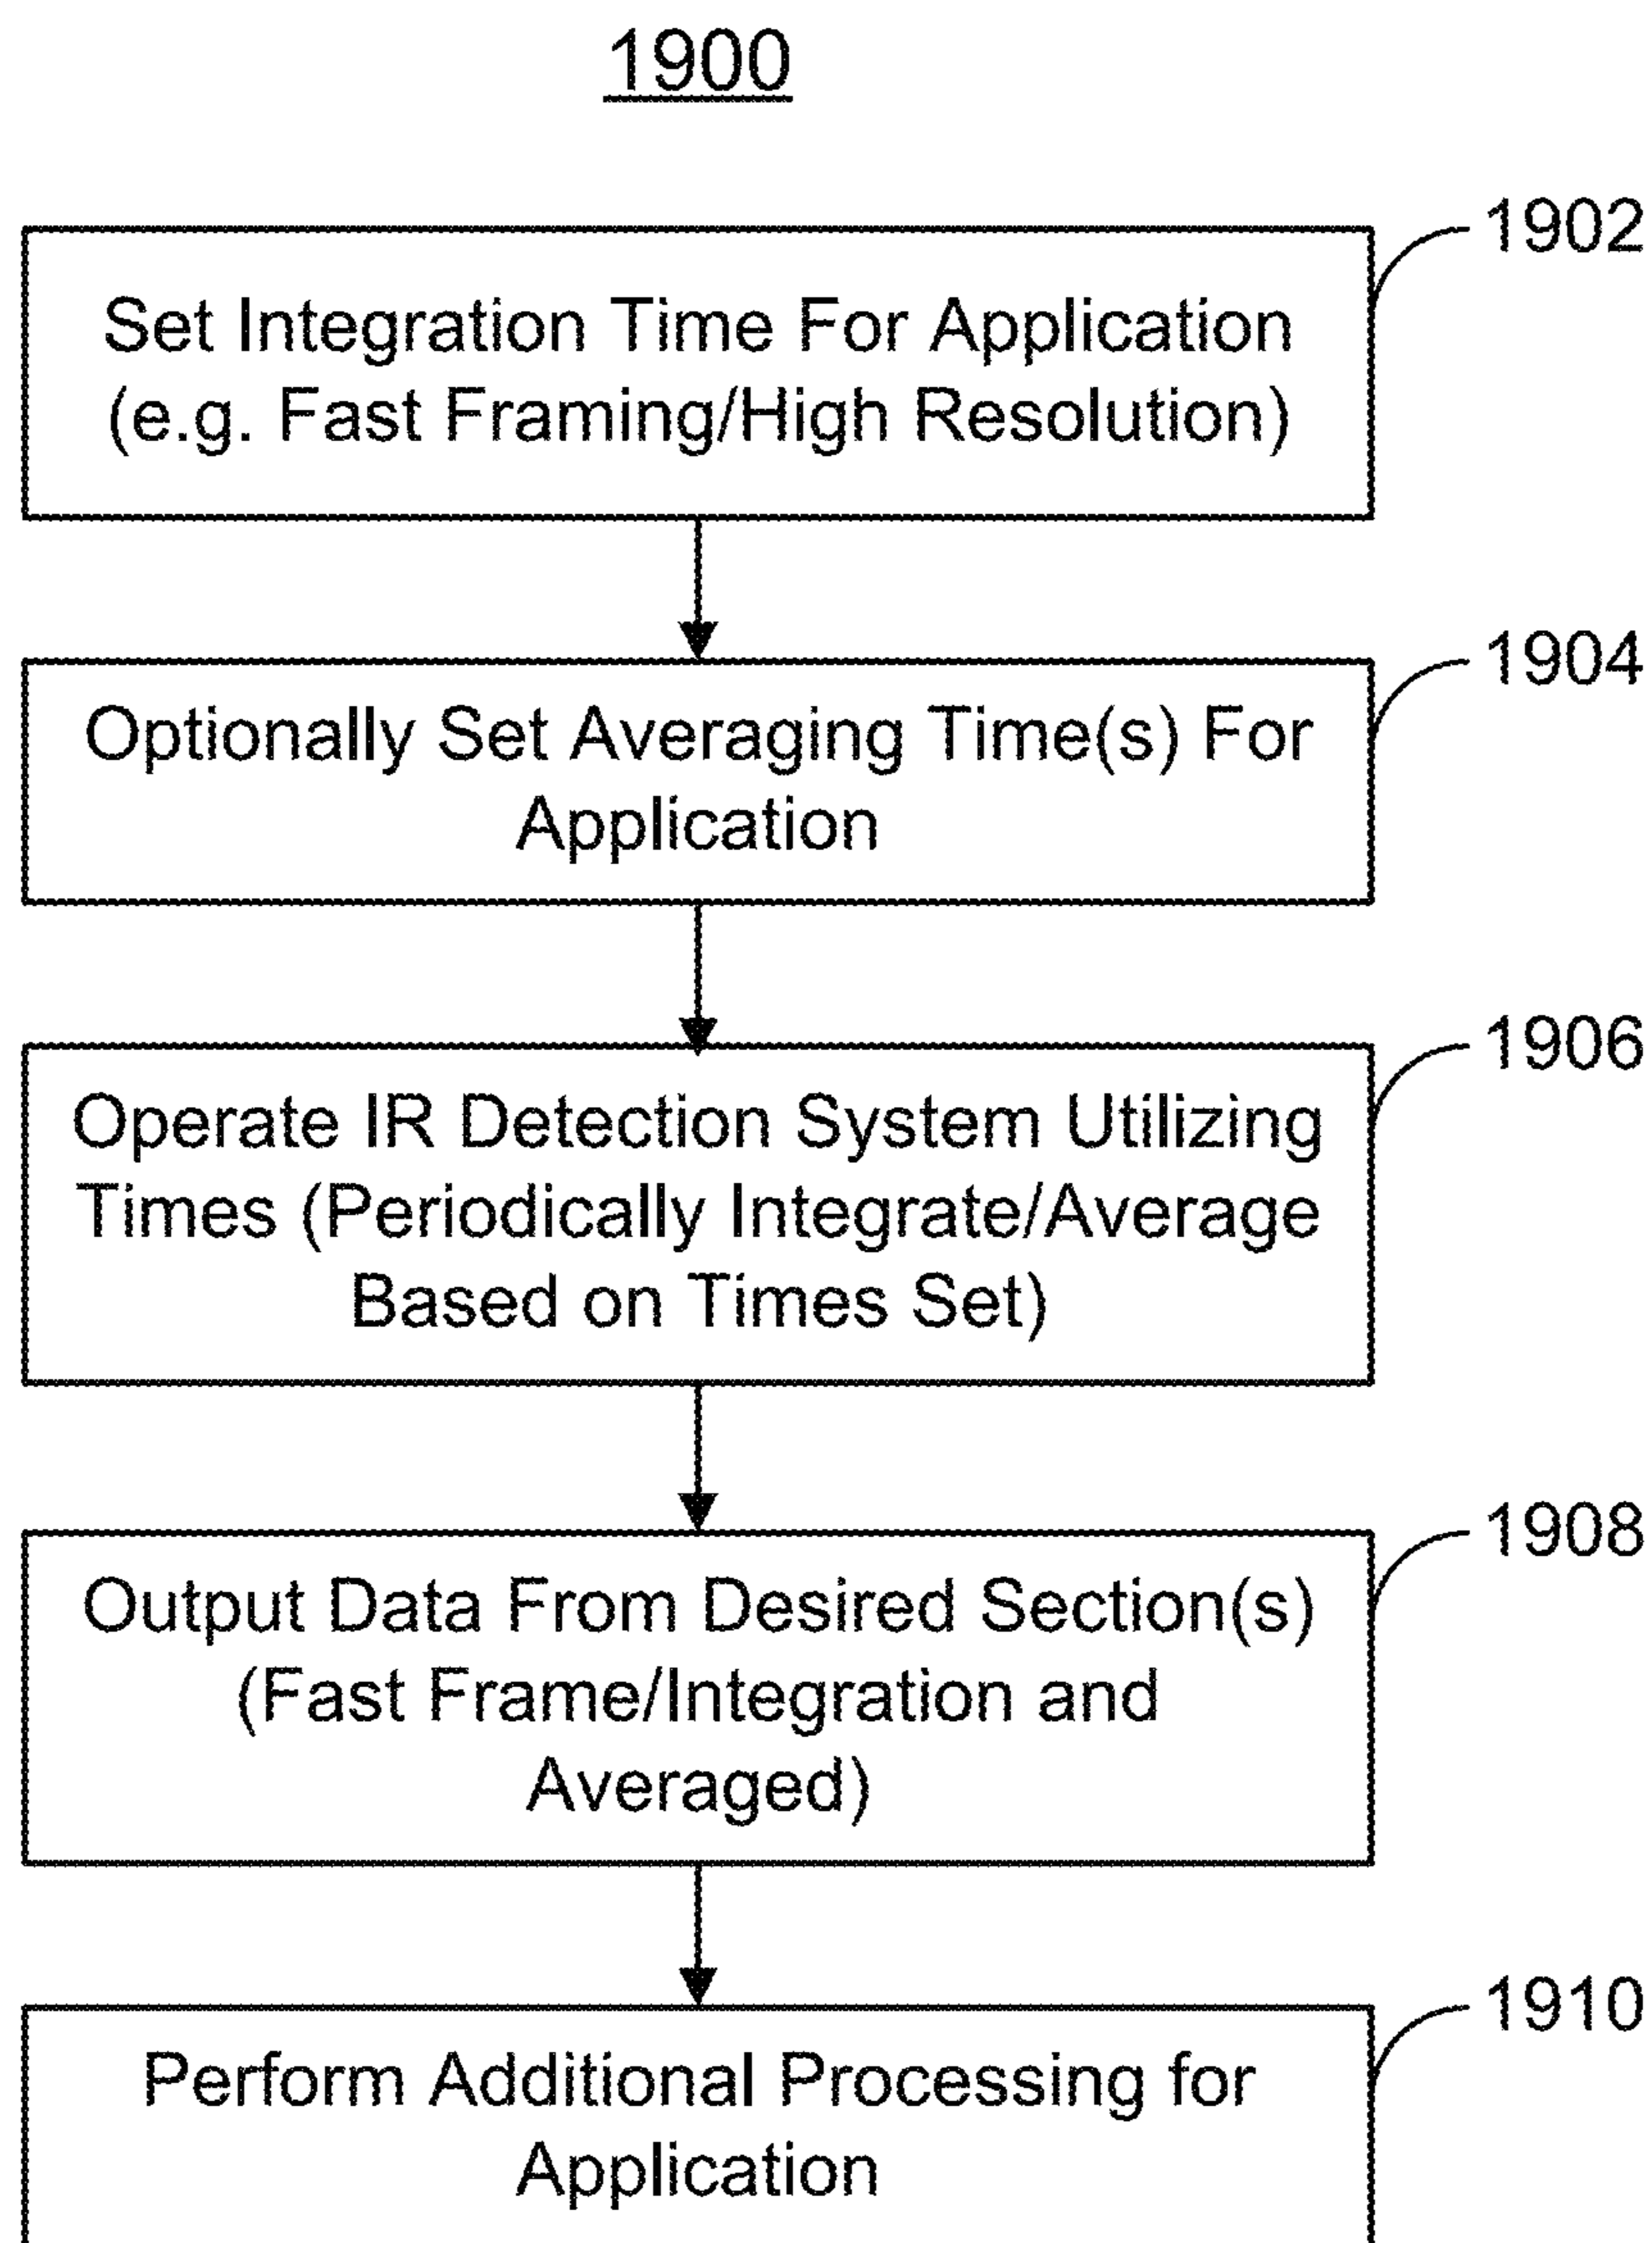 1900
1902
Set Integration Time For Application
(e.g. Fast Framing/High Resolution)
1904
Optionally Set Averaging Time(s) For
Application
1906
Operate IR Detection System Utilizing
Times (Periodically Integrate/Average
Based on Times Set)
1908
Output Data From Desired Section(s)
(Fast Frame/Integration and
Averaged)
1910
Perform Additional Processing for
Application